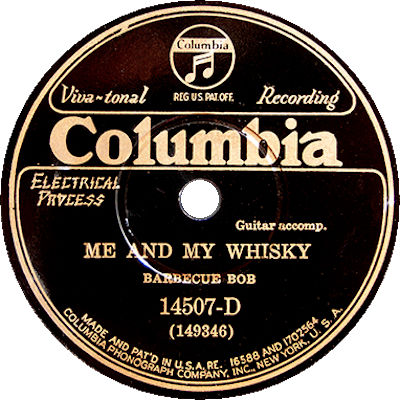 Columbia
REG U.S. PAT. OFF.
Viva-tonal Recording
Columbia
ELECTRICAL
PROCESS
Guitar accomp.
ME AND MY WHISKY
BARBECUE BOB
14507-D
(149346)
MADE AND PAT'D IN U.S.A. RE. 16588 AND 1702564
COLUMBIA PHONOGRAPH COMPANY, INC., NEW YORK, U. S. A.